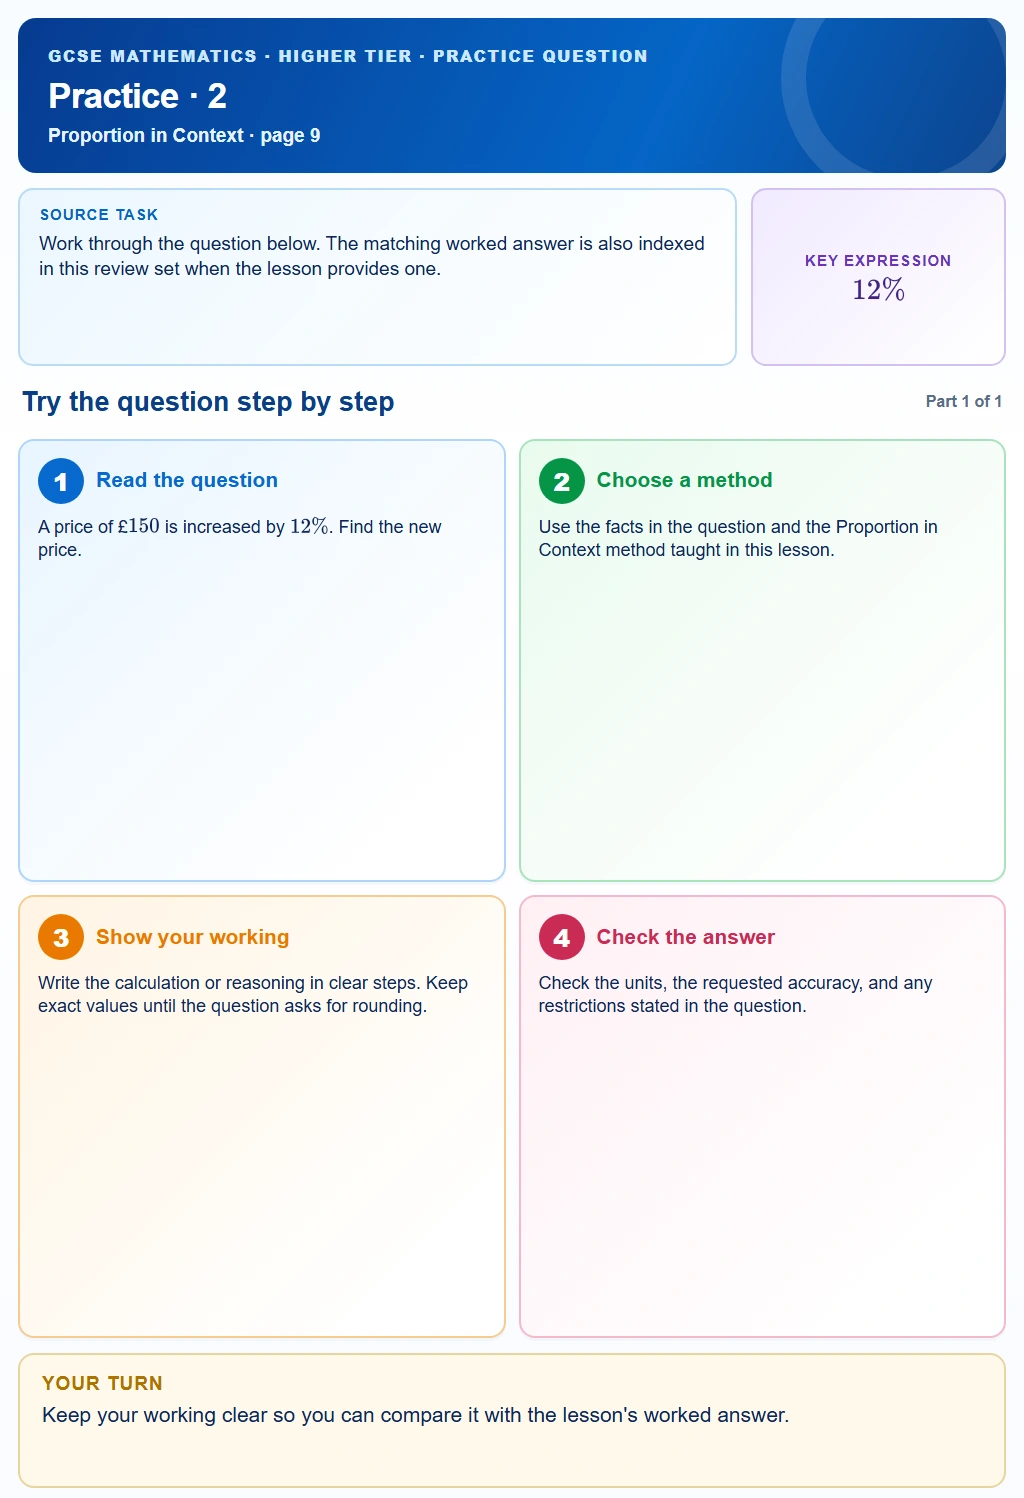 GCSE MATHEMATICS · HIGHER TIER · PRACTICE QUESTION
Practice · 2
Proportion in Context · page 9
SOURCE TASK
Work through the question below. The matching worked answer is also indexed
in this review set when the lesson provides one.
KEY EXPRESSION
12%
Try the question step by step
Part 1 of 1
1 Read the question
A price of £150 is increased by 12%. Find the new
price.
2 Choose a method
Use the facts in the question and the Proportion in
Context method taught in this lesson.
3 Show your working
Write the calculation or reasoning in clear steps. Keep
exact values until the question asks for rounding.
4 Check the answer
Check the units, the requested accuracy, and any
restrictions stated in the question.
YOUR TURN
Keep your working clear so you can compare it with the lesson's worked answer.